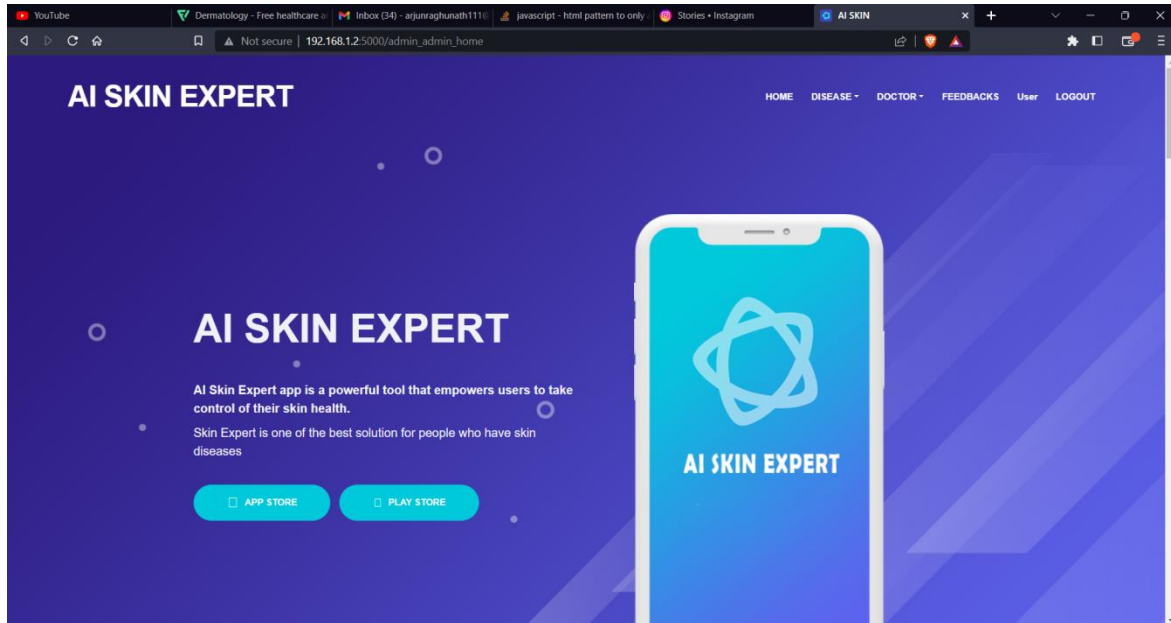 YouTube
Dermatology - Free healthcare a
Inbox (34) - arjunraghunath111@
javascript - html pattern to only
Stories • Instagram
AI SKIN
Not secure | 192.168.1.2:5000/admin_admin_home
AI SKIN EXPERT
HOME DISEASE DOCTOR FEEDBACKS User LOGOUT
AI SKIN EXPERT
AI Skin Expert app is a powerful tool that empowers users to take
control of their skin health.
Skin Expert is one of the best solution for people who have skin
diseases
APP STORE
PLAY STORE
AI SKIN EXPERT